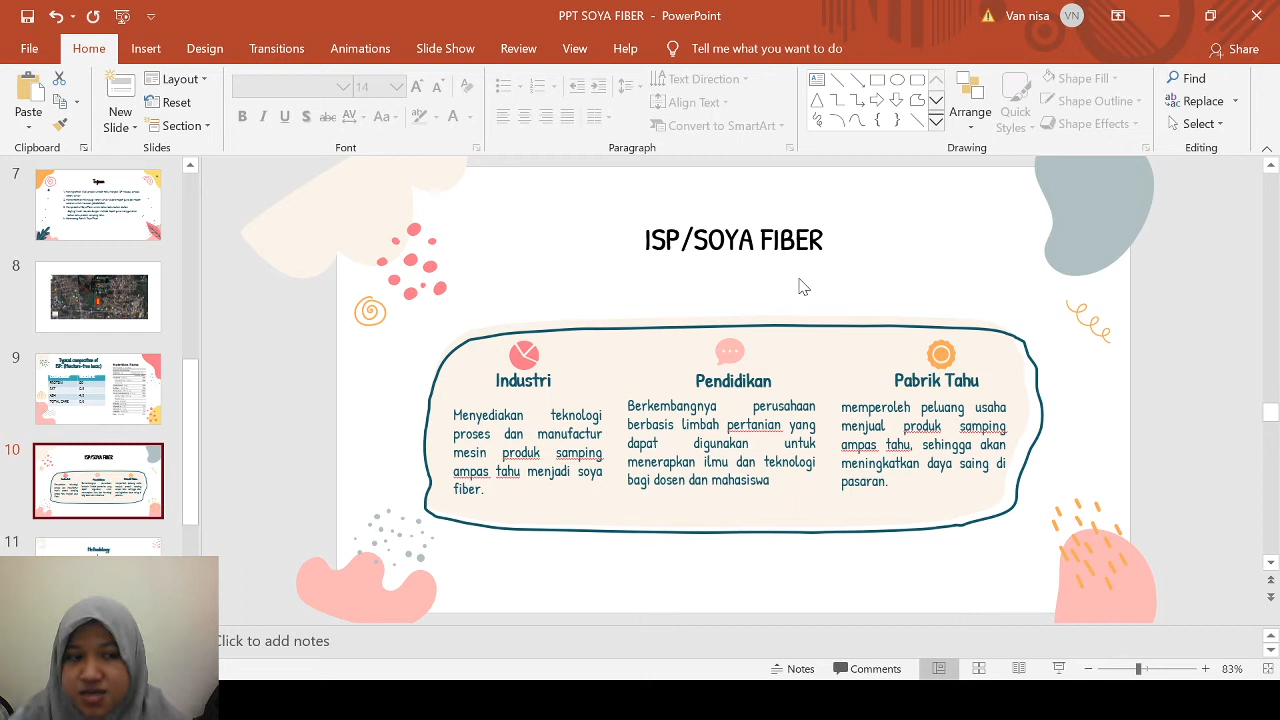 PPT SOYA FIBER - PowerPoint
Van nisa
VN
File Home Insert Design Transitions Animations Slide Show Review View Help Tell me what you want to do
Share
Paste
New
Slide
Layout
Reset
Section
14
Text Direction
Align Text
Convert to SmartArt
Arrange
Quick
Styles
Shape Fill
Shape Outline
Shape Effects
Find
Replace
Select
Clipboard Slides Font Paragraph Drawing Editing
7
8
9
10
11
ISP/SOYA FIBER
Industri
Menyediakan teknologi
proses dan manufactur
mesin produk samping
ampas tahu menjadi soya
fiber.
Pendidikan
Berkembangnya perusahaan
berbasis limbah pertanian yang
dapat digunakan untuk
menerapkan ilmu dan teknologi
bagi dosen dan mahasiswa
Pabrik Tahu
memperoleh peluang usaha
menjual produk samping
ampas tahu, sehingga akan
meningkatkan daya saing di
pasaran.
Click to add notes
Notes Comments 83%